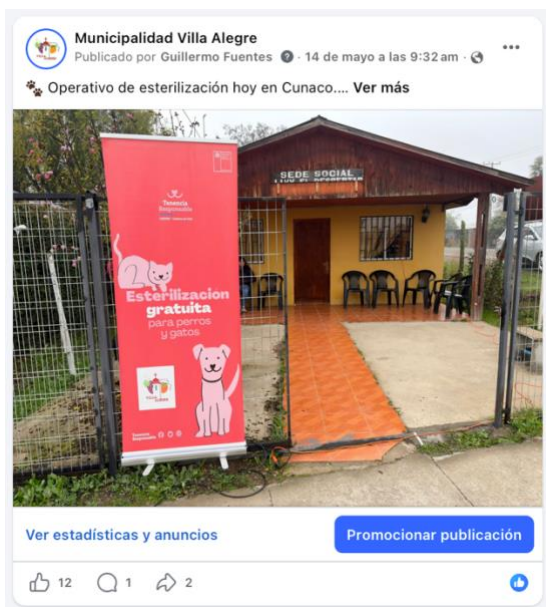 Municipalidad Villa Alegre
Publicado por Guillermo Fuentes · 14 de mayo a las 9:32 am ·
Operativo de esterilización hoy en Cunaco.... Ver más
SEDE SOCIAL
Tenencia
Responsable
Esterilización
gratuita
para perros
y gatos
Ver estadísticas y anuncios
Promocionar publicación
12
1
2